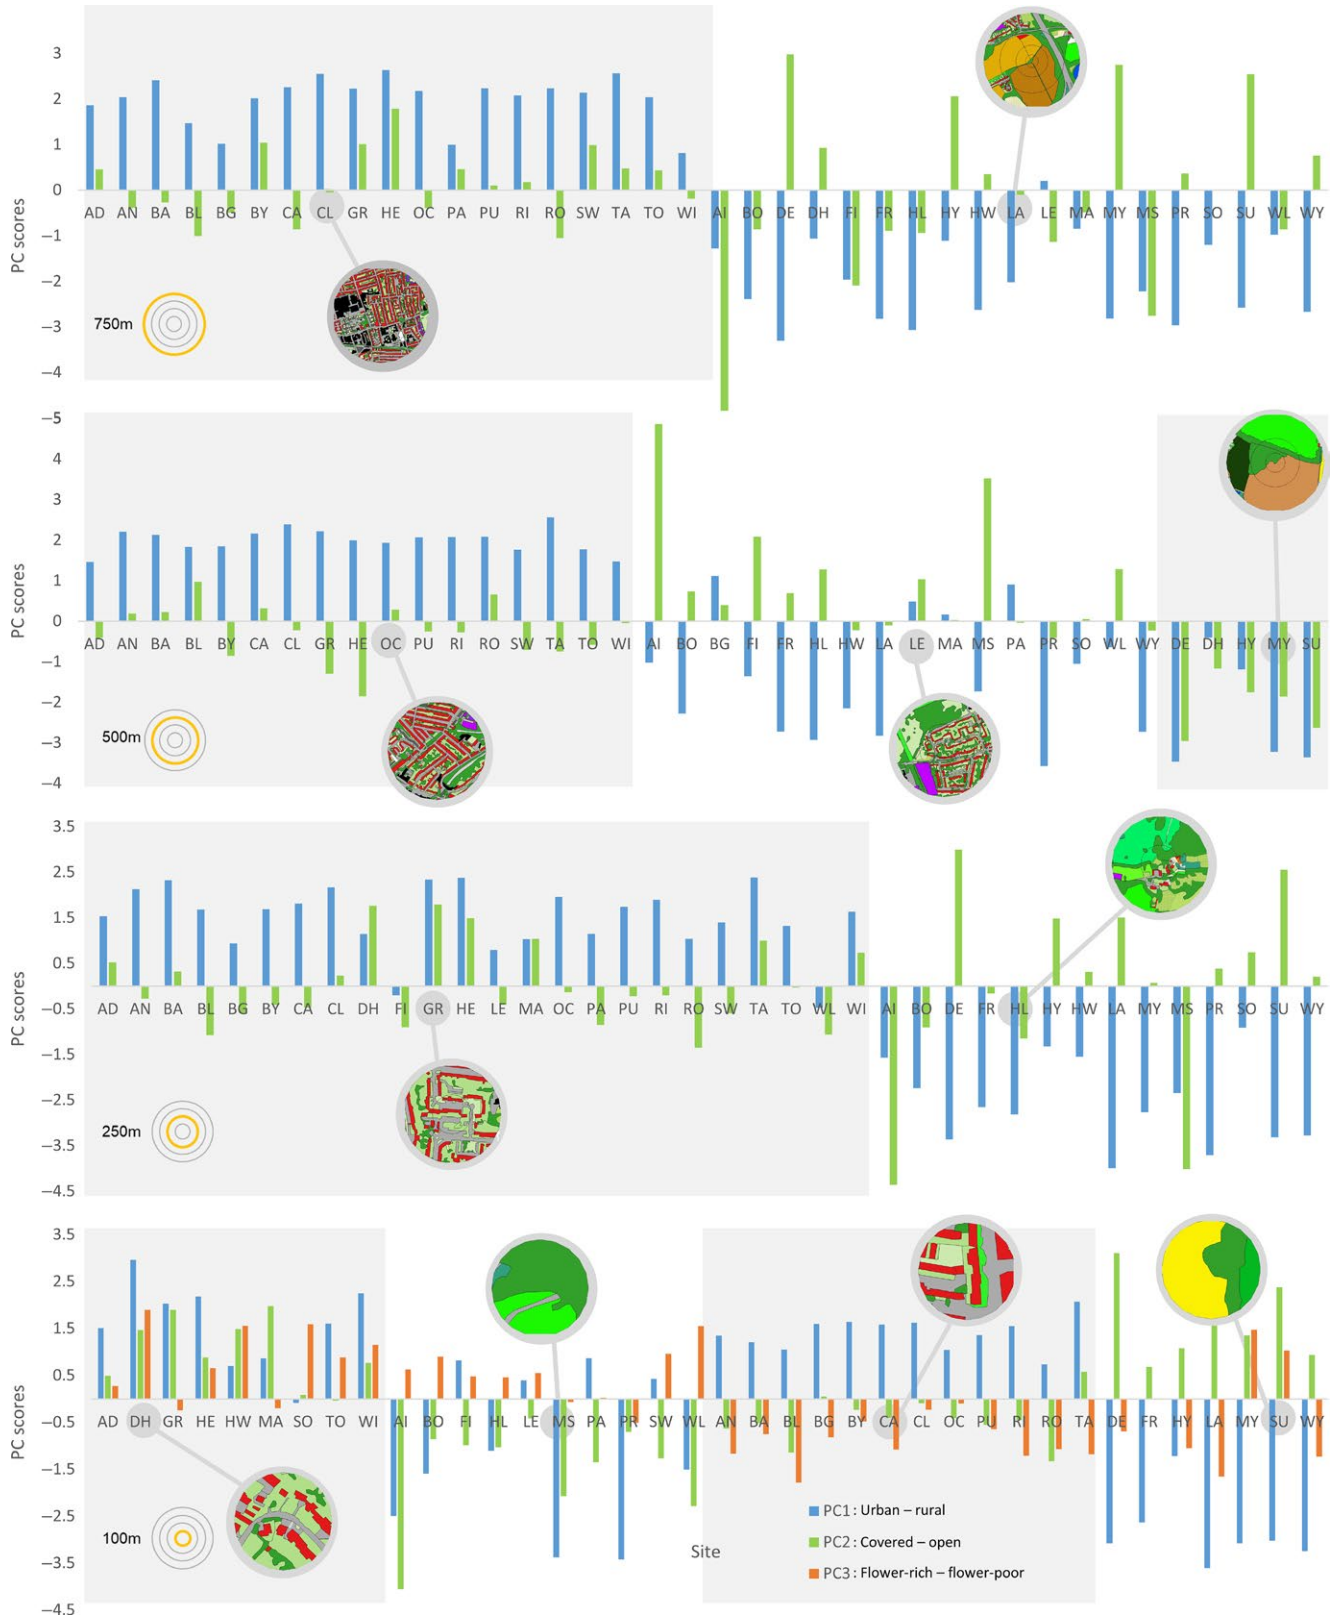 3
2
1
0
−1
−2
−3
−4
−5
PC scores
AD AN BA BL BG BY CA CL GR HE OC PA PU RI RO SW TA TO WI AI BO DE DH FI FR HL HY HW LA LE MA MY MS PR SO SU WL WY
750m
4
3
2
1
0
−1
−2
−3
−4
PC scores
AD AN BA BL BY CA CL GR HE OC PU RI RO SW TA TO WI AI BO BG FI FR HL HW LA LE MA MS PA PR SO WL WY DE DH HY MY SU
500m
3.5
2.5
1.5
0.5
−0.5
−1.5
−2.5
−3.5
−4.5
PC scores
AD AN BA BL BG BY CA CL DH FI GR HE LE MA OC PA PU RI RO SW TA TO WL WI AI BO DE FR HL HY HW LA MY MS PR SO SU WY
250m
3.5
2.5
1.5
0.5
−0.5
−1.5
−2.5
−3.5
−4.5
PC scores
AD DH GR HE HW MA SO TO WI AI BO FI HL LE MS PA PR SW WL AN BA BL BG BY CA CL OC PU RI RO TA DE FR HY LA MY SU WY
100m
Site
PC1 : Urban – rural
PC2 : Covered – open
PC3 : Flower-rich – flower-poor